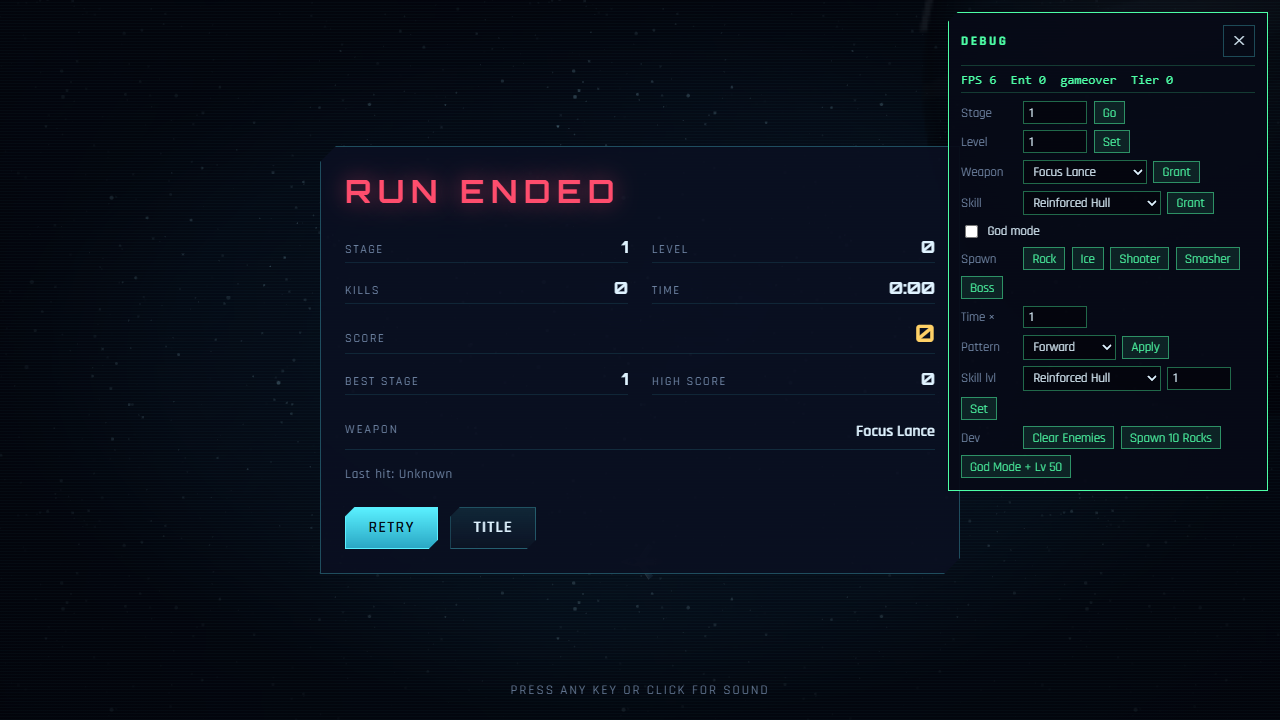 RUN ENDED
STAGE 1 LEVEL 0
KILLS 0 TIME 0:00
SCORE 0
BEST STAGE 1 HIGH SCORE 0
WEAPON Focus Lance
Last hit: Unknown
RETRY TITLE
PRESS ANY KEY OR CLICK FOR SOUND
DEBUG ×
FPS 6 Ent 0 gameover Tier 0
Stage 1 Go
Level 1 Set
Weapon Focus Lance Grant
Skill Reinforced Hull Grant
God mode
Spawn Rock Ice Shooter Smasher
Boss
Time × 1
Pattern Forward Apply
Skill lvl Reinforced Hull 1
Set
Dev Clear Enemies Spawn 10 Rocks
God Mode + Lv 50